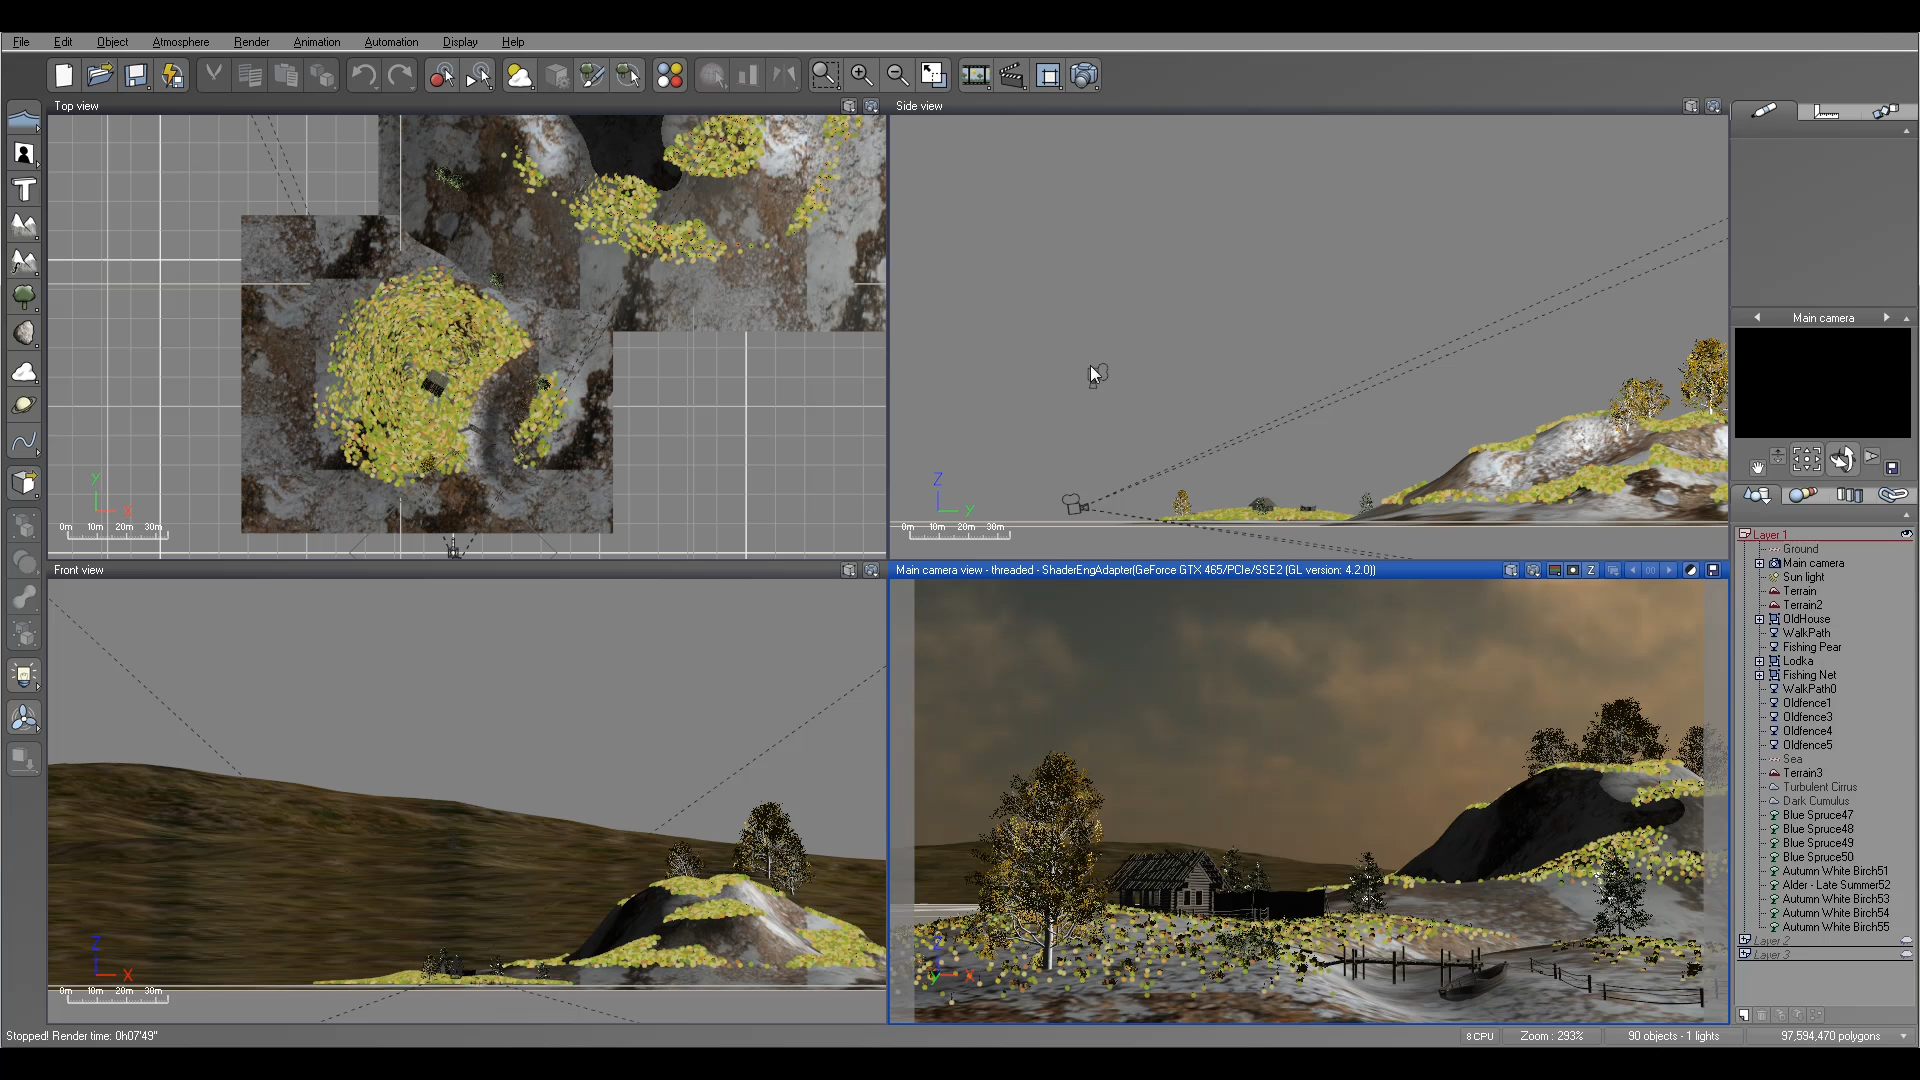 File Edit Object Atmosphere Render Animation Automation Display Help
Top view
Side view
Main camera
Y
X
0m 10m 20m 30m
Z
Y
0m 10m 20m 30m
Front view
Main camera view - threaded - ShaderEngAdapter(GeForce GTX 465/PCIe/SSE2 (GL version: 4.2.0))
Z
00
Z
X
0m 10m 20m 30m
Y
X
Layer 1
Ground
Main camera
Sun light
Terrain
Terrain2
OldHouse
WalkPath
Fishing Pear
Lodka
Fishing Net
WalkPath0
Oldfence1
Oldfence3
Oldfence4
Oldfence5
Sea
Terrain3
Turbulent Cirrus
Dark Cumulus
Blue Spruce47
Blue Spruce48
Blue Spruce49
Blue Spruce50
Autumn White Birch51
Alder - Late Summer52
Autumn White Birch53
Autumn White Birch54
Autumn White Birch55
Layer 2
Layer 3
Stopped! Render time: 0h07'49"
8 CPU
Zoom : 293%
90 objects - 1 lights
97,594,470 polygons